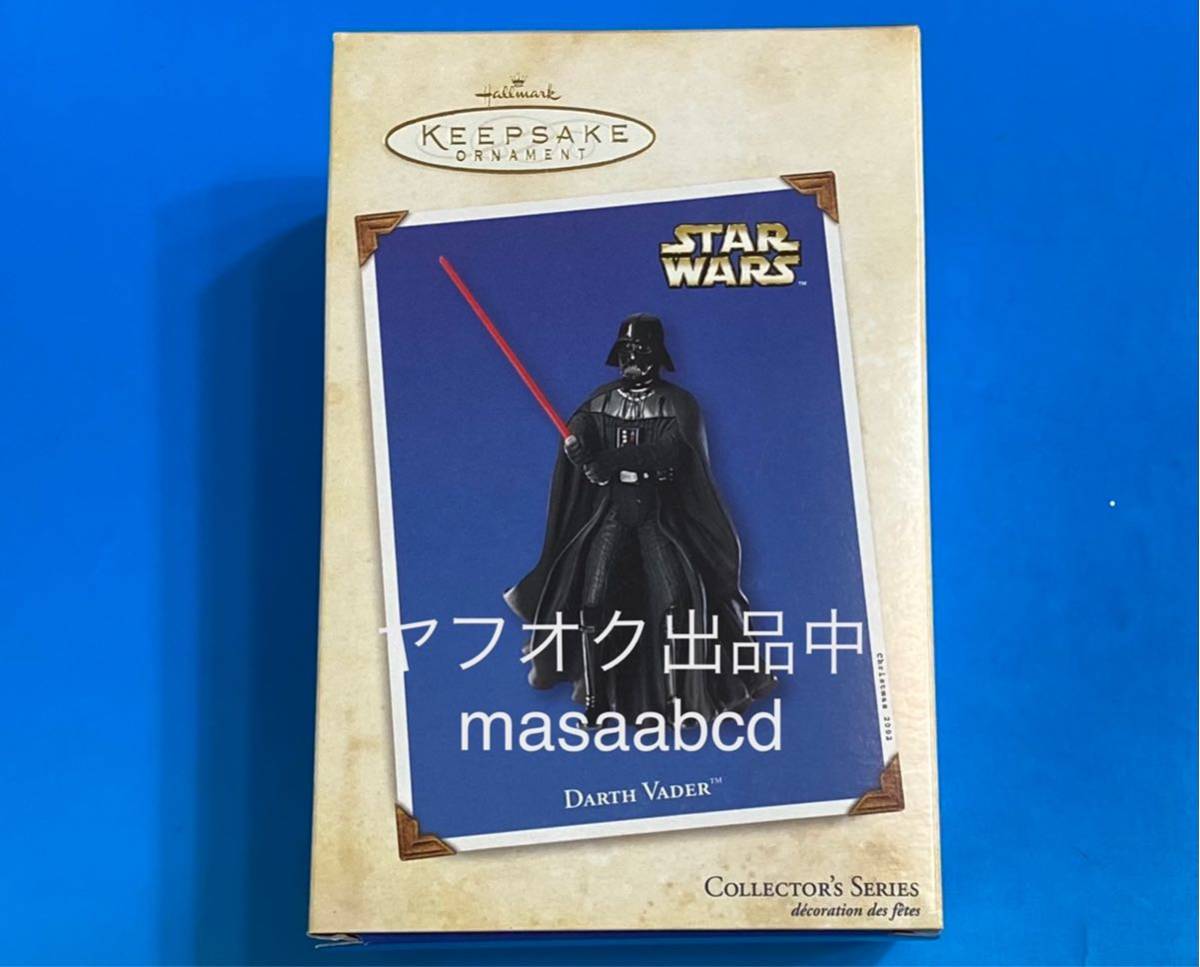 Hallmark
KEEPSAKE
ORNAMENT
STAR
WARS™
Christmas 2002
ヤフオク出品中
masaabcd
DARTH VADER™
COLLECTOR'S SERIES
décoration des fêtes